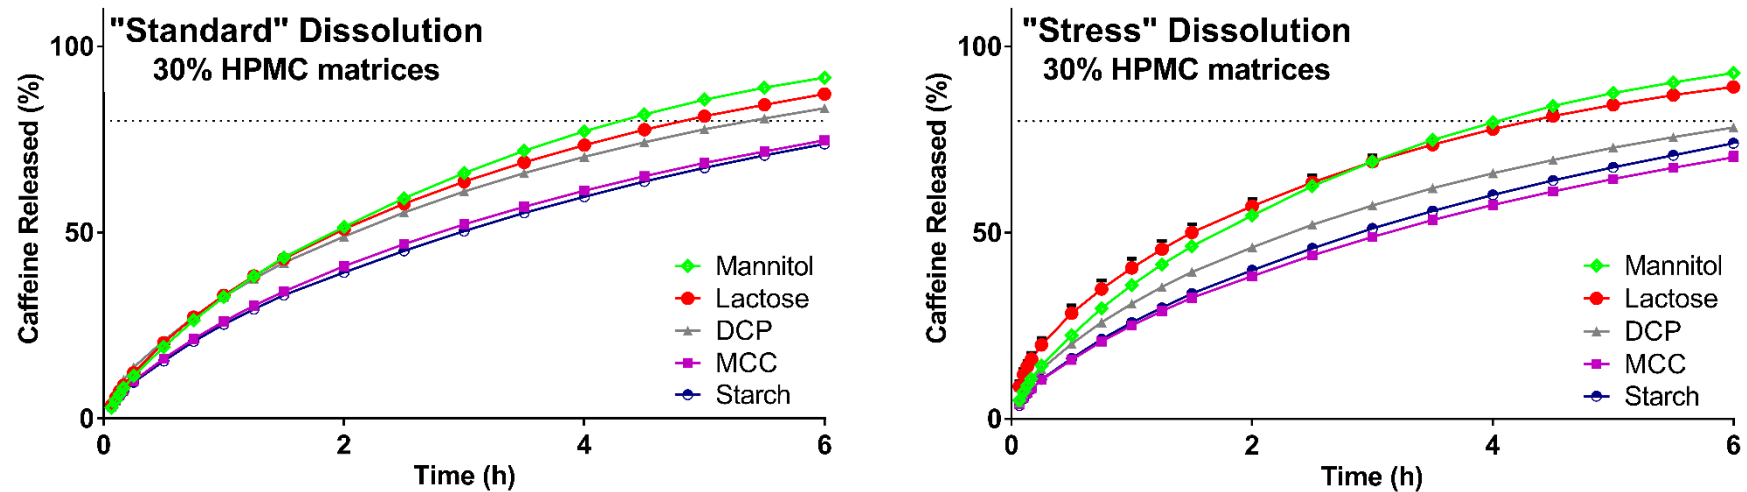 "Standard" Dissolution
30% HPMC matrices
100
50
0
Caffeine Released (%)
Mannitol
Lactose
DCP
MCC
Starch
0 2 4 6
Time (h)
"Stress" Dissolution
30% HPMC matrices
100
50
0
Caffeine Released (%)
Mannitol
Lactose
DCP
MCC
Starch
0 2 4 6
Time (h)